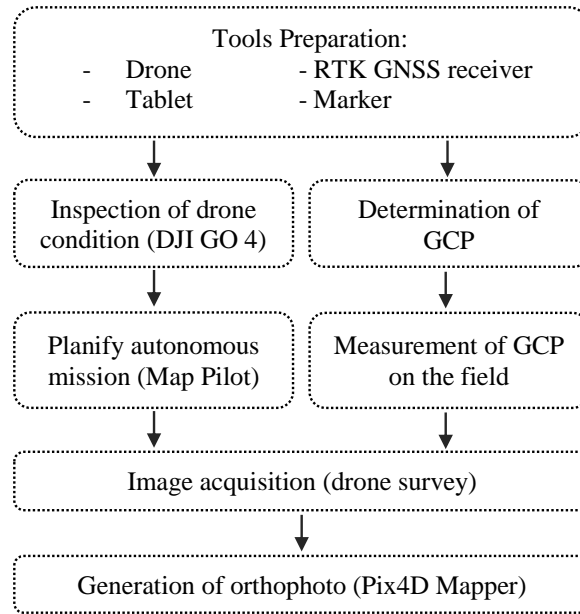 Tools Preparation:
- Drone - RTK GNSS receiver
- Tablet - Marker
Inspection of drone
condition (DJI GO 4)
Determination of
GCP
Planify autonomous
mission (Map Pilot)
Measurement of GCP
on the field
Image acquisition (drone survey)
Generation of orthophoto (Pix4D Mapper)